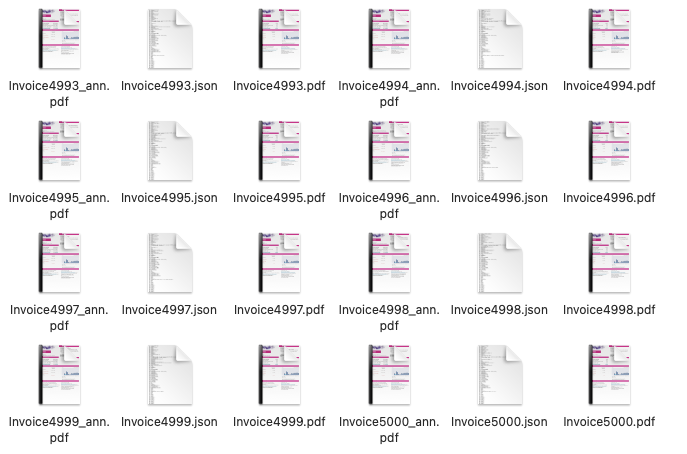 Invoice4993_ann. Invoice4993.json Invoice4993.pdf Invoice4994_ann. Invoice4994.json Invoice4994.pdf
pdf pdf
Invoice4995_ann. Invoice4995.json Invoice4995.pdf Invoice4996_ann. Invoice4996.json Invoice4996.pdf
pdf pdf
Invoice4997_ann. Invoice4997.json Invoice4997.pdf Invoice4998_ann. Invoice4998.json Invoice4998.pdf
pdf pdf
Invoice4999_ann. Invoice4999.json Invoice4999.pdf Invoice5000_ann. Invoice5000.json Invoice5000.pdf
pdf pdf